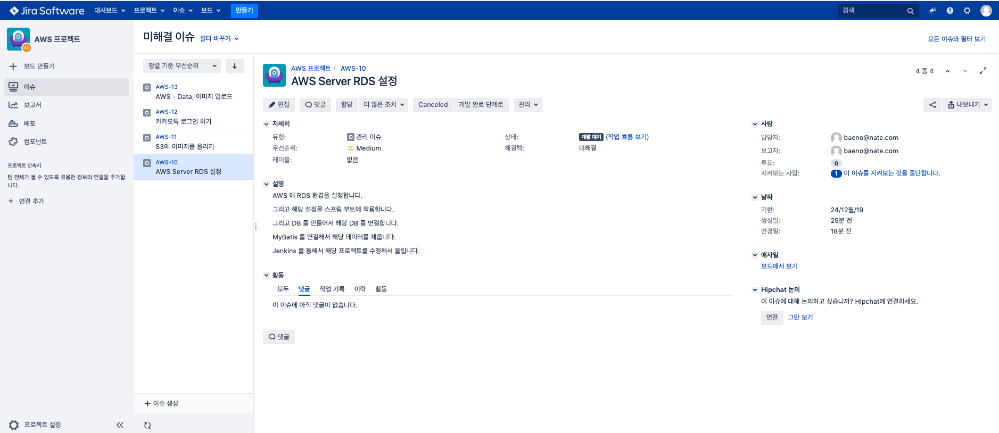 Jira Software 대시보드 프로젝트 이슈 보드 만들기 검색
AWS 프로젝트
보드 만들기
이슈
보고서
배포
컴포넌트
프로젝트 단축키
팀 전체가 볼 수 있도록 유용한 정보의 연결을 추가합
니다.
연결 추가
프로젝트 설정
미해결 이슈 필터 바꾸기
모든 이슈와 필터 보기
정렬 기준 우선순위
AWS-13
AWS - Data, 이미지 업로드
AWS-12
카카오톡 로그인 하기
AWS-11
S3에 이미지를 올리기
AWS-10
AWS Server RDS 설정
이슈 생성
AWS 프로젝트 / AWS-10
AWS Server RDS 설정
4 중 4
편집 댓글 할당 더 많은 조치 Canceled 개발 완료 단계로 관리 내보내기
자세히
유형: 관리 이슈
우선순위: Medium
레이블: 없음
상태: 개발 대기 (작업 흐름 보기)
해결책: 미해결
설명
AWS 에 RDS 환경을 설정합니다.
그리고 해당 설정을 스프링 부트에 적용합니다.
그리고 DB 를 만들어서 해당 DB 를 연결합니다.
MyBatis 를 연결해서 해당 데이터를 채웁니다.
Jenkins 를 통해서 해당 프로젝트를 수정해서 올립니다.
활동
모두 댓글 작업 기록 이력 활동
이 이슈에 아직 댓글이 없습니다.
댓글
사람
담당자: baeno@nate.com
보고자: baeno@nate.com
투표: 0
지켜보는 사람: 1 이 이슈를 지켜보는 것을 중단합니다.
날짜
기한: 24/12월/19
생성일: 25분 전
변경일: 18분 전
애자일
보드에서 보기
Hipchat 논의
이 이슈에 대해 논의하고 싶습니까? Hipchat에 연결하세요.
연결 그만 보기